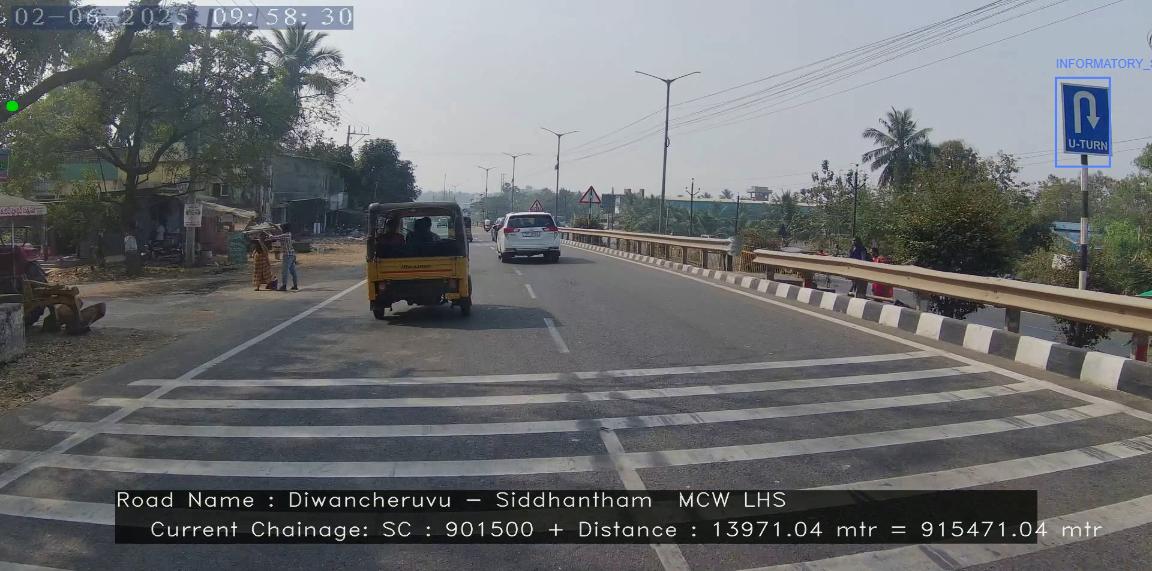 02-06-2025 09:58:30
INFORMATORY_S
U-TURN
Road Name : Diwancheruvu - Siddhantham MCW LHS
Current Chainage: SC : 901500 + Distance : 13971.04 mtr = 915471.04 mtr